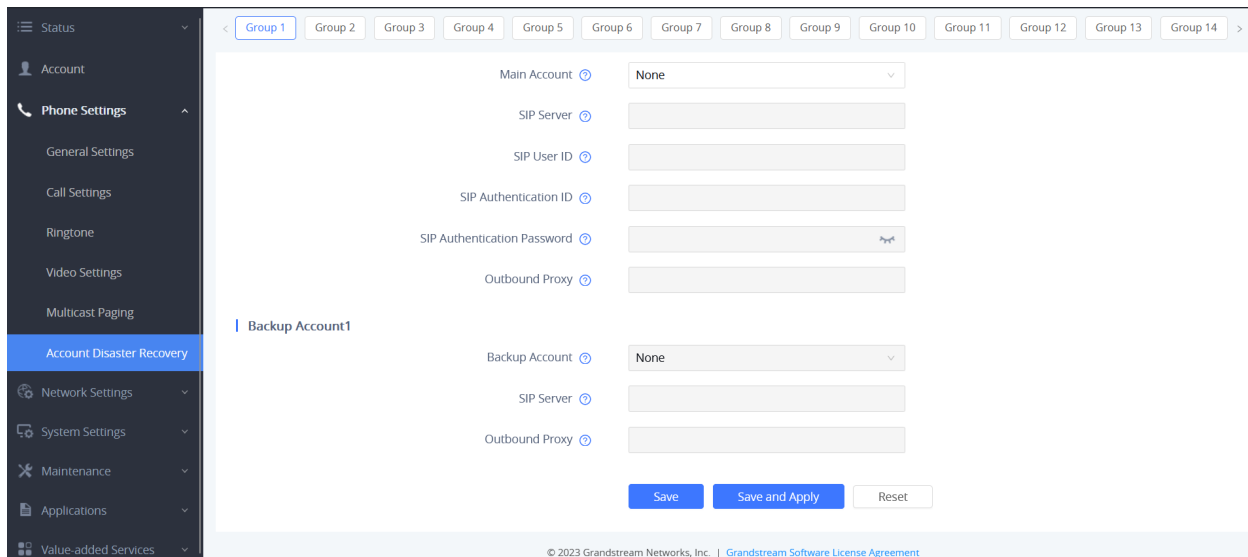 Status
Account
Phone Settings
General Settings
Call Settings
Ringtone
Video Settings
Multicast Paging
Account Disaster Recovery
Network Settings
System Settings
Maintenance
Applications
Value-added Services
< Group 1 Group 2 Group 3 Group 4 Group 5 Group 6 Group 7 Group 8 Group 9 Group 10 Group 11 Group 12 Group 13 Group 14 >
Main Account ? None
SIP Server ?
SIP User ID ?
SIP Authentication ID ?
SIP Authentication Password ?
Outbound Proxy ?
Backup Account1
Backup Account ? None
SIP Server ?
Outbound Proxy ?
Save Save and Apply Reset
© 2023 Grandstream Networks, Inc. | Grandstream Software License Agreement